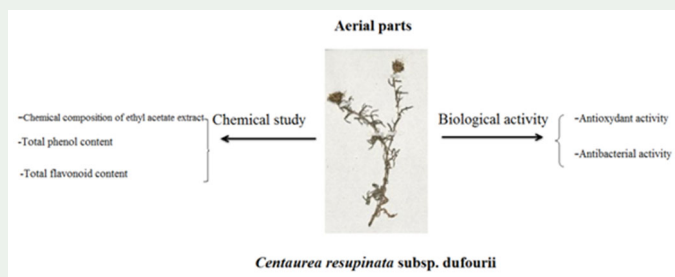 Aerial parts
-Chemical composition of ethyl acetate extract
-Total phenol content
-Total flavonoid content
Chemical study
Biological activity
-Antioxydant activity
-Antibacterial activity
Centaurea resupinata subsp. dufourii